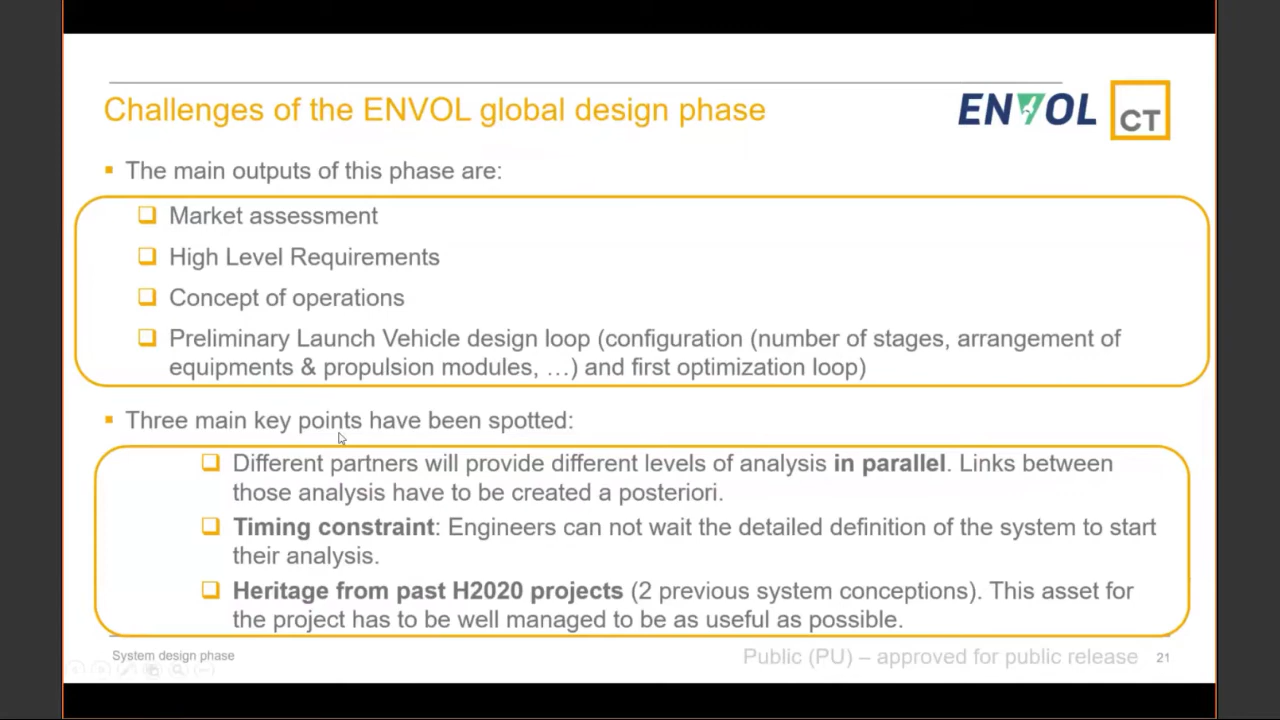 Challenges of the ENVOL global design phase
ENVOL
CT
The main outputs of this phase are:
Market assessment
High Level Requirements
Concept of operations
Preliminary Launch Vehicle design loop (configuration (number of stages, arrangement of
equipments & propulsion modules, …) and first optimization loop)
Three main key points have been spotted:
Different partners will provide different levels of analysis in parallel. Links between
those analysis have to be created a posteriori.
Timing constraint: Engineers can not wait the detailed definition of the system to start
their analysis.
Heritage from past H2020 projects (2 previous system conceptions). This asset for
the project has to be well managed to be as useful as possible.
System design phase
Public (PU) – approved for public release
21